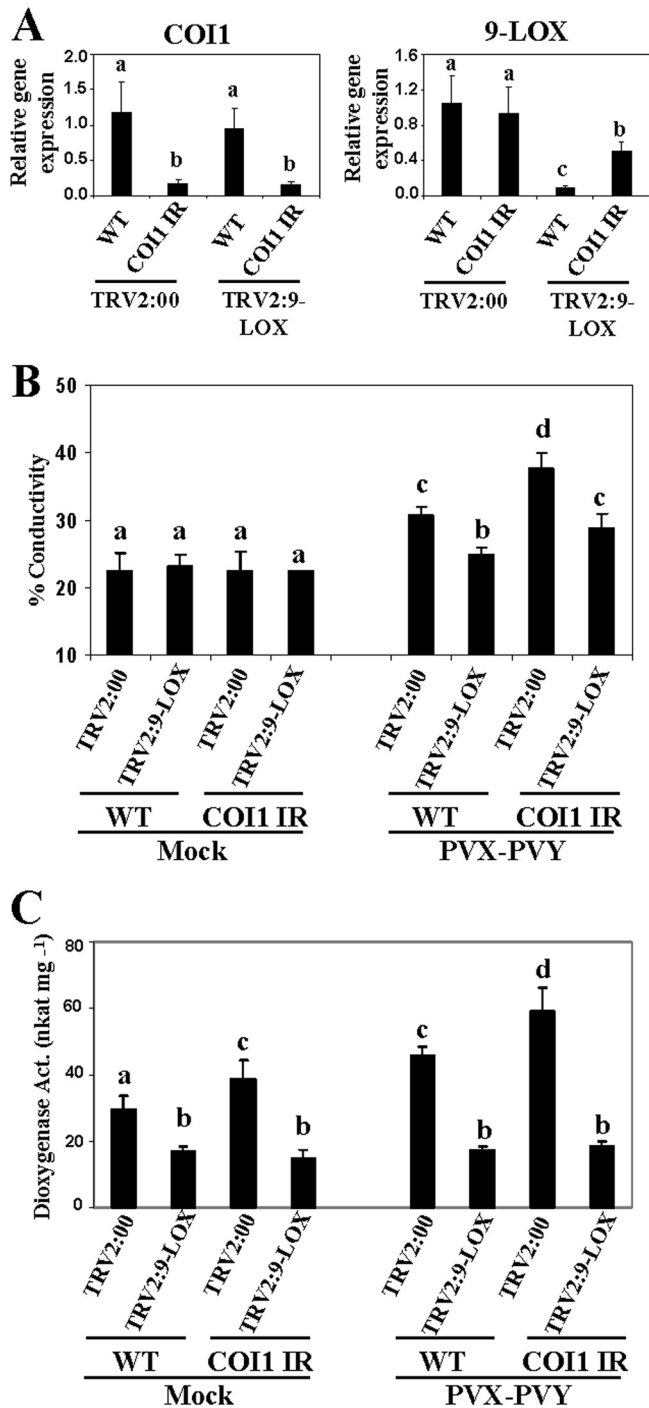 A
COI1
9-LOX
Relative gene
expression
1.5
1.0
0.5
0.0
a
b
a
b
WT
COI1 IR
WT
COI1 IR
TRV2:00
TRV2:9-
LOX
Relative gene
expression
1.6
1.2
0.8
0.4
0.0
a
a
c
b
WT
COI1 IR
WT
COI1 IR
TRV2:00
TRV2:9-
LOX
B
% Conductivity
50
40
30
20
10
a
a
a
a
c
b
d
c
TRV2:00
TRV2:9-LOX
TRV2:00
TRV2:9-LOX
TRV2:00
TRV2:9-LOX
TRV2:00
TRV2:9-LOX
WT
COI1 IR
WT
COI1 IR
Mock
PVX-PVY
C
Dioxygenase Act. (nkat mg -1)
80
60
40
20
0
a
b
c
b
c
b
d
b
TRV2:00
TRV2:9-LOX
TRV2:00
TRV2:9-LOX
TRV2:00
TRV2:9-LOX
TRV2:00
TRV2:9-LOX
WT
COI1 IR
WT
COI1 IR
Mock
PVX-PVY